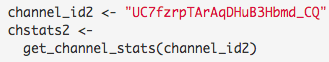 channel_id2 <- "UC7fzrpTArAqDHuB3Hbmd_CQ"
chstats2 <-
  get_channel_stats(channel_id2)